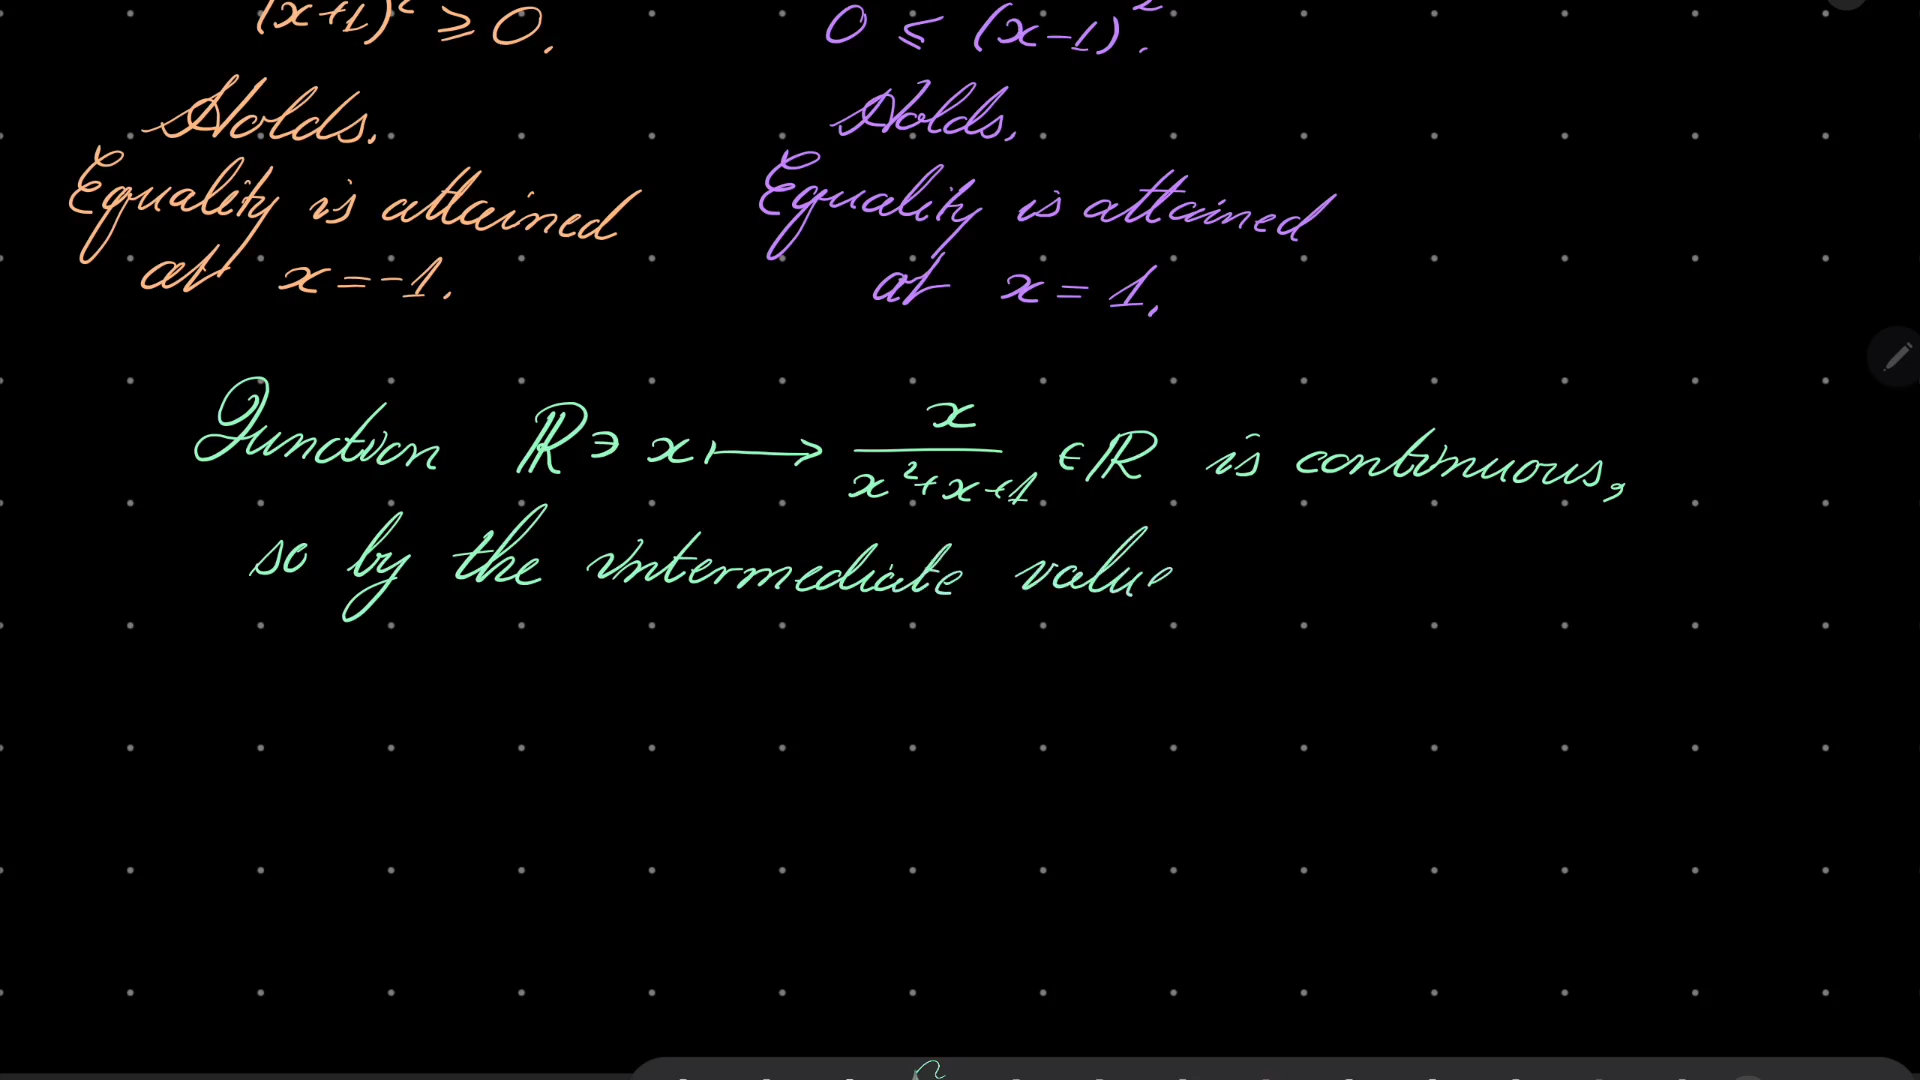 (x+1)² ⩾ 0.
0 ⩽ (x-1)².
Holds.
Holds.
Equality is attained
at x = -1.
Equality is attained
at x = 1.
Function ℝ ∋ x ⟼ x/(x²+x+1) ∈ ℝ is continuous,
so by the intermediate value